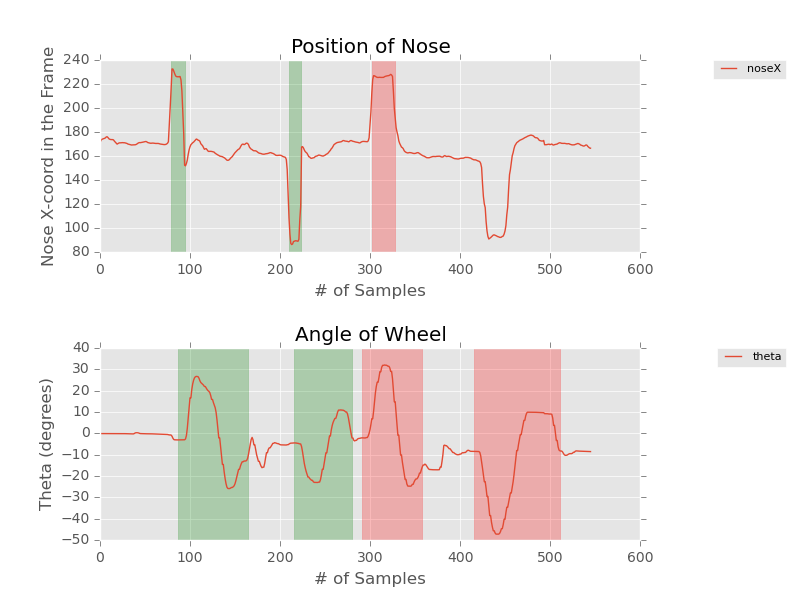 Position of Nose
noseX
240
220
200
180
160
140
120
100
80
Nose X-coord in the Frame
0 100 200 300 400 500 600
# of Samples
Angle of Wheel
theta
40
30
20
10
0
−10
−20
−30
−40
−50
Theta (degrees)
0 100 200 300 400 500 600
# of Samples